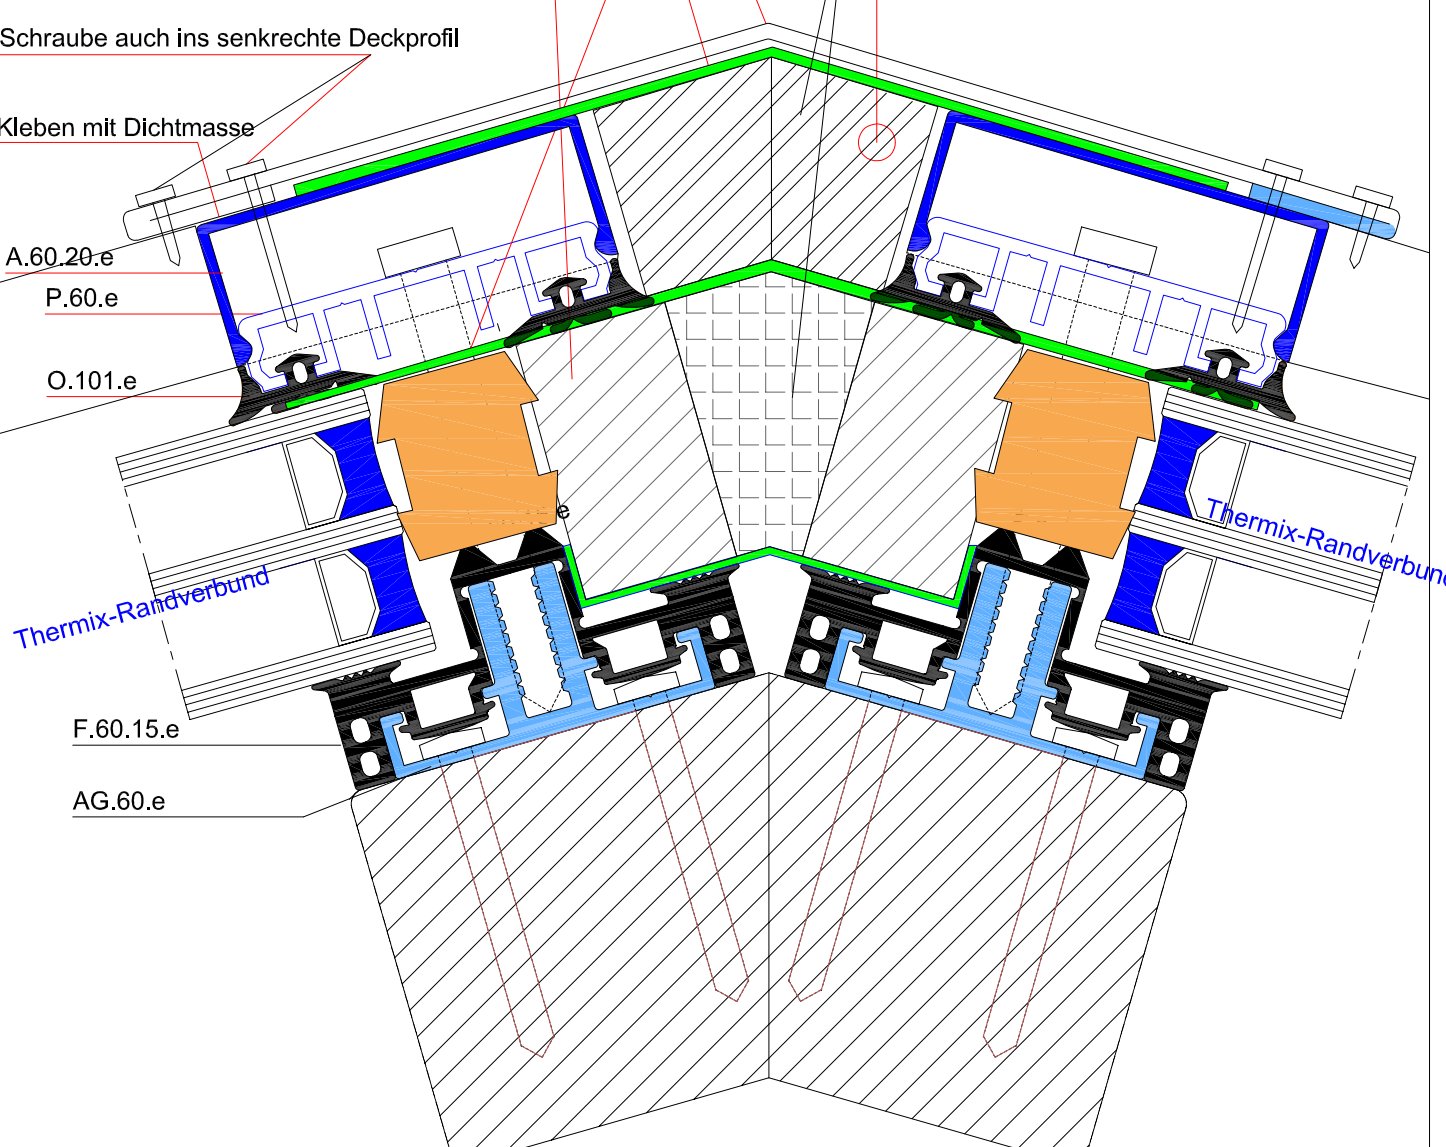 Schraube auch ins senkrechte Deckprofil
Kleben mit Dichtmasse
A.60.20.e
P.60.e
O.101.e
Thermix-Randverbund
Thermix-Randverbund
F.60.15.e
AG.60.e